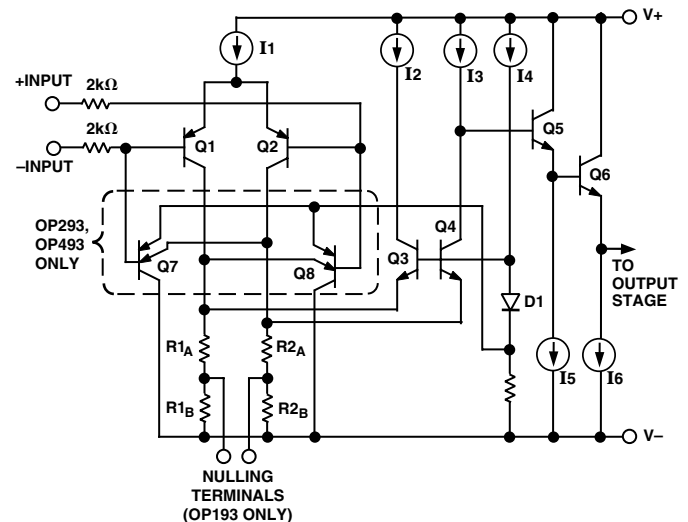 V+
I1
I2
I3
I4
+INPUT
2kΩ
2kΩ
–INPUT
Q1
Q2
Q5
Q6
OP293,
OP493
ONLY
Q7
Q8
Q3
Q4
TO
OUTPUT
STAGE
D1
R1A
R2A
I5
I6
R1B
R2B
V–
NULLING
TERMINALS
(OP193 ONLY)